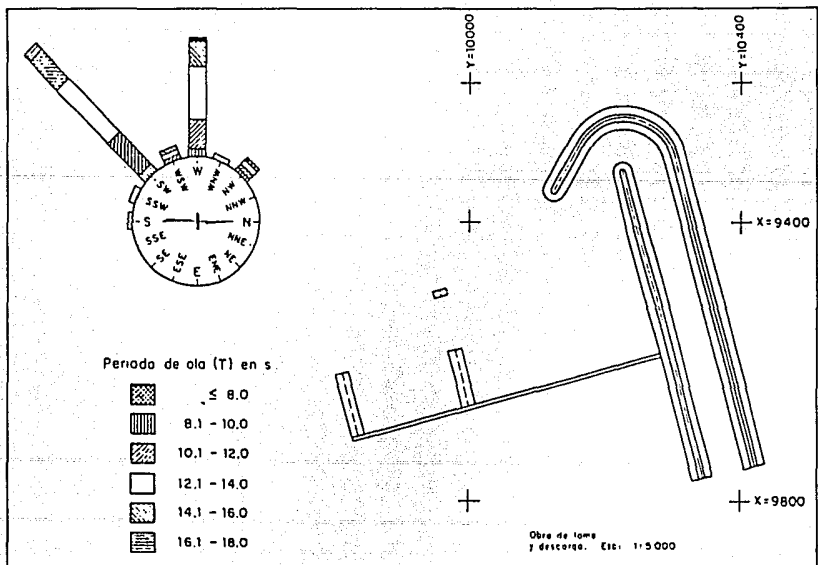 Y=10000
Y=10400
X=9400
X=9800
W
WNW
NW
NNW
N
NNE
NE
ENE
E
ESE
SE
SSE
S
SSW
SW
WSW
Perioda de ola (T) en s
≤ 8.0
8.1 - 10.0
10.1 - 12.0
12.1 - 14.0
14.1 - 16.0
16.1 - 18.0
Obra de toma
y descarga. Esc: 1:5000